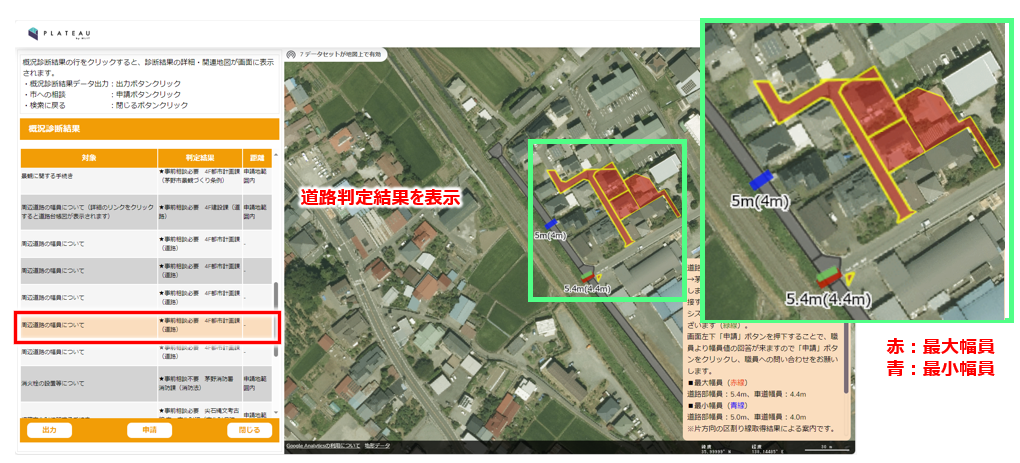 PLATEAU
by MLIT
概況診断結果の行をクリックすると、診断結果の詳細・関連地図が画面に表示
されます。
・概況診断結果データ出力：出力ボタンクリック
・市への相談　：申請ボタンクリック
・検索に戻る　：閉じるボタンクリック
概況診断結果
対象　判定結果　距離
景観に関する手続き
★事前相談必要　4F都市計画課
（茅野市景観づくり条例）
申請地範
囲内
周辺道路の幅員について（詳細のリンクをクリック
すると道路台帳図が表示されます）
★事前相談必要　4F建設課（道
路）
申請地範
囲内
周辺道路の幅員について
★事前相談必要　4F都市計画課
（道路）
-
周辺道路の幅員について
★事前相談必要　4F都市計画課
（道路）
-
周辺道路の幅員について
★事前相談必要　4F都市計画課
（道路）
-
周辺道路の幅員について
★事前相談必要　4F都市計画課
（道路）
-
周辺道路の幅員について
★事前相談必要　4F都市計画課
（道路）
-
消火栓の設置等について
★事前相談不要　茅野消防署
消防課（消防法）
申請地範
囲内
★事前相談必要　尖石縄文考古
申請地範
出力
申請
閉じる
7 データセットが地図上で有効
道路判定結果を表示
5m(4m)
5.4m(4.4m)
5m(4m)
5.4m(4.4m)
赤：最大幅員
青：最小幅員
ざいます（緑線）。
画面左下「申請」ボタンを押下することで、職
員より幅員値の回答が来ますので「申請」ボタ
ンをクリックし、職員への問い合わせをお願い
します。
■最大幅員（赤線）
道路部幅員：5.4m、車道幅員：4.4m
■最小幅員（青線）
道路部幅員：5.0m、車道幅員：4.0m
※片方向の区割り線取得結果による案内です。
Google Analyticsの利用について　地形データ